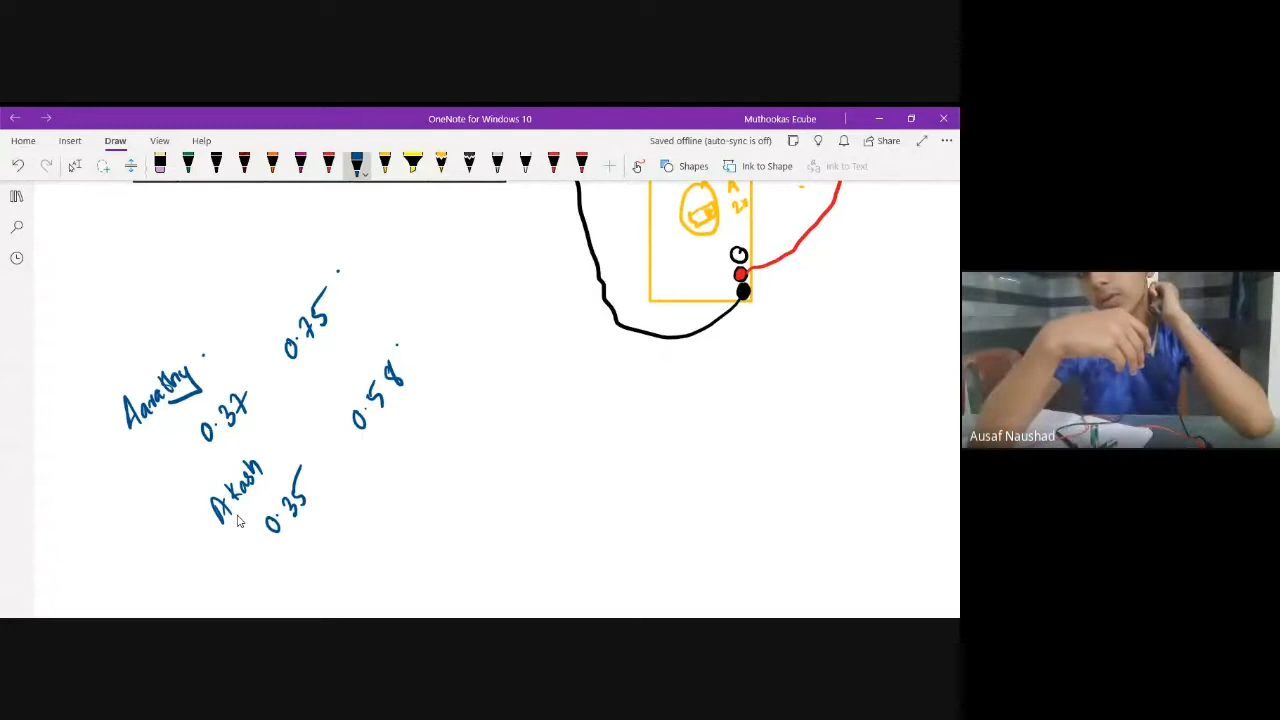 OneNote for Windows 10
Muthookas Ecube
Home Insert Draw View Help
Saved offline (auto-sync is off)
Share
Shapes
Ink to Shape
Ink to Text
A
20
0.75
Aarathy
0.37
0.58
Akash
0.35
Ausaf Naushad